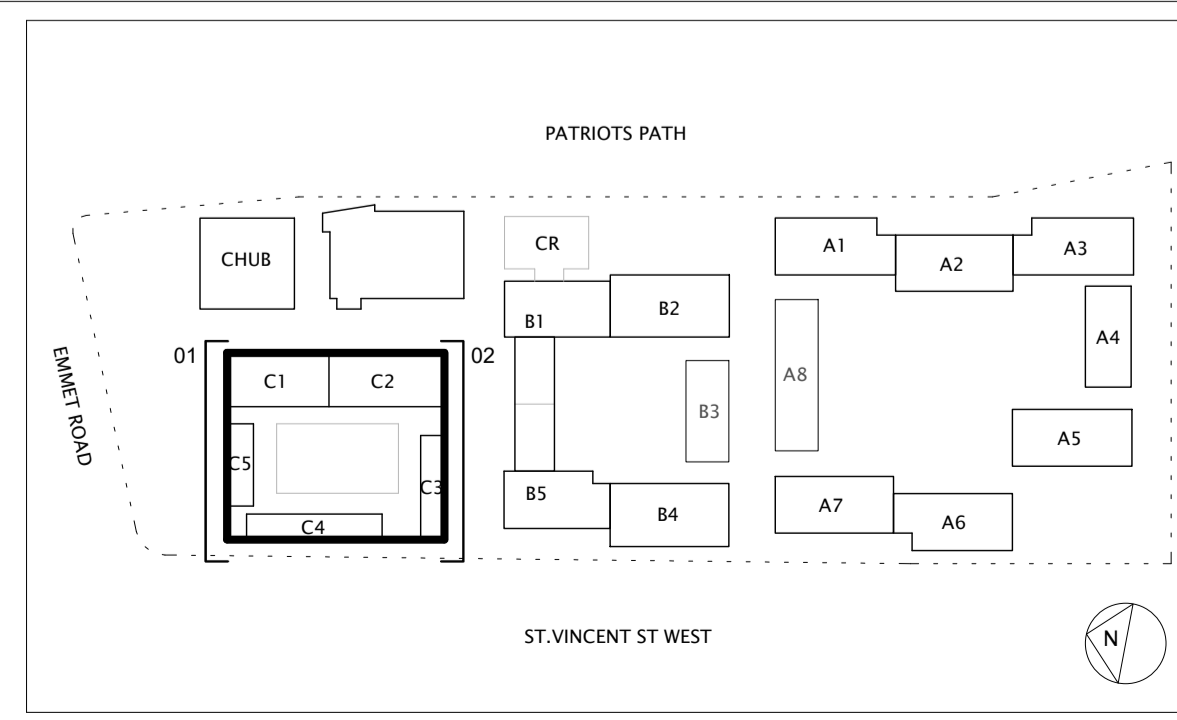 PATRIOTS PATH
CHUB
CR
A1
A2
A3
B1
B2
A4
01
02
C1
C2
EMMET ROAD
A8
B3
C5
C3
A5
C4
B5
B4
A7
A6
ST.VINCENT ST WEST
N